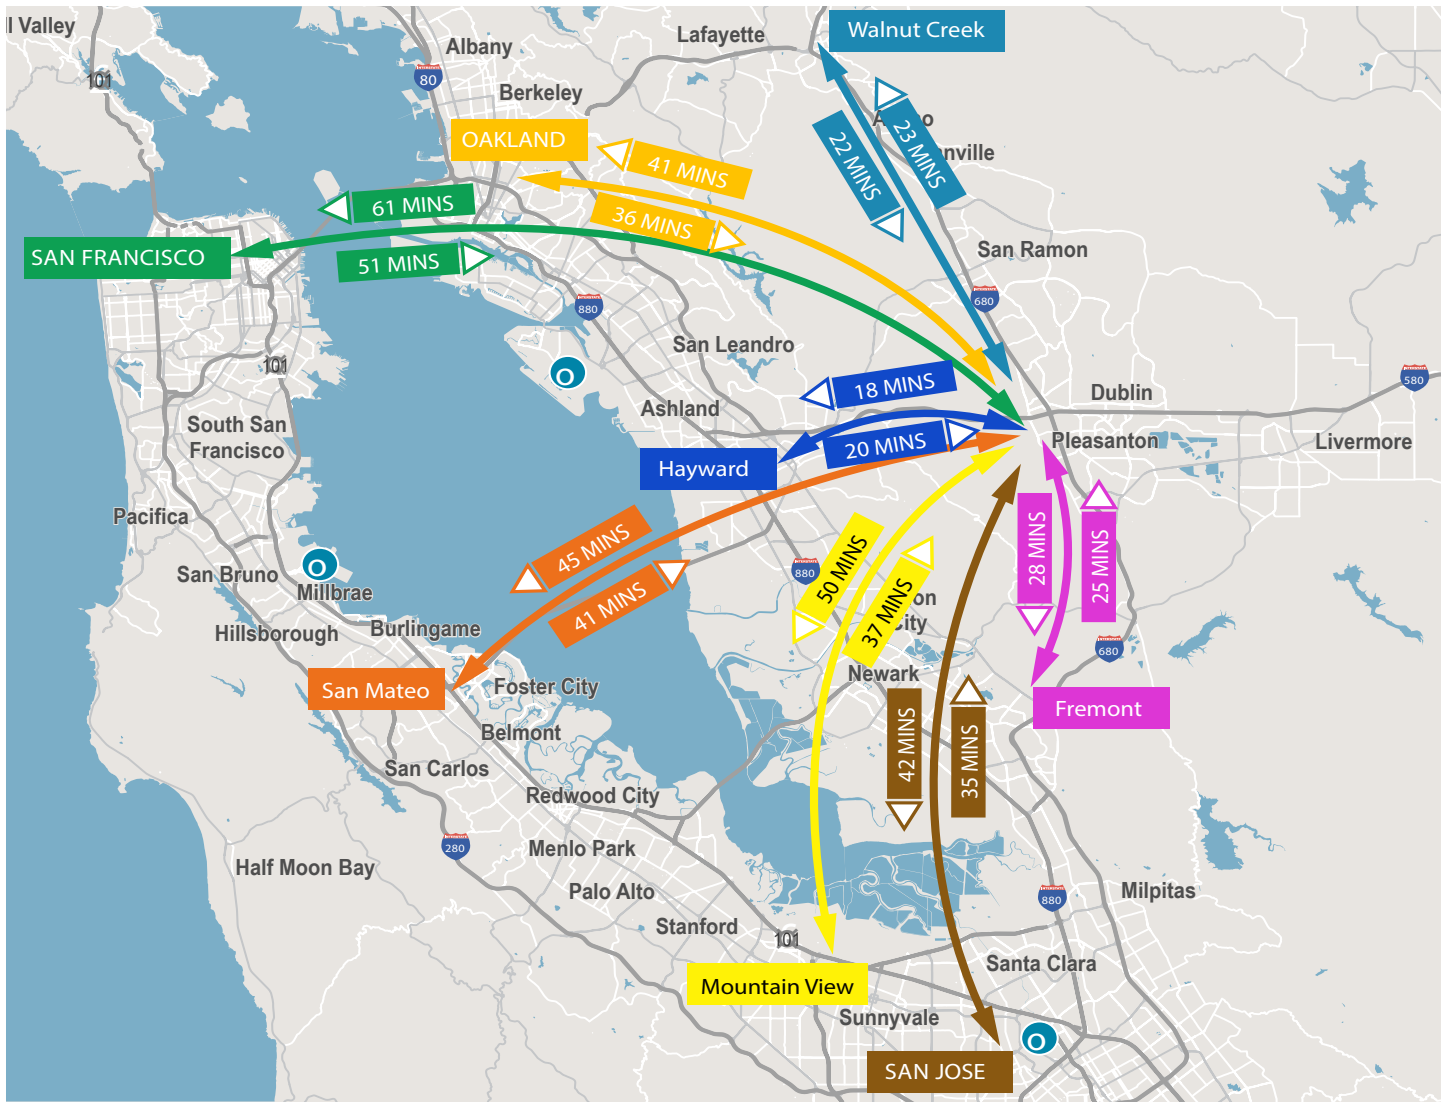 ll Valley
Lafayette
Walnut Creek
Albany
101
80
Berkeley
OAKLAND
23 MINS
22 MINS
41 MINS
61 MINS
36 MINS
SAN FRANCISCO
51 MINS
San Ramon
680
880
San Leandro
101
18 MINS
580
Dublin
Ashland
South San
Francisco
20 MINS
Pleasanton
Livermore
Hayward
Pacifica
45 MINS
50 MINS
28 MINS
25 MINS
O
O
San Bruno
Millbrae
880
41 MINS
37 MINS
on
ity
Hillsborough
Burlingame
680
San Mateo
Foster City
Newark
Fremont
Belmont
42 MINS
35 MINS
San Carlos
Redwood City
280
Menlo Park
Half Moon Bay
Palo Alto
880
Milpitas
Stanford
101
Santa Clara
Mountain View
Sunnyvale
O
SAN JOSE